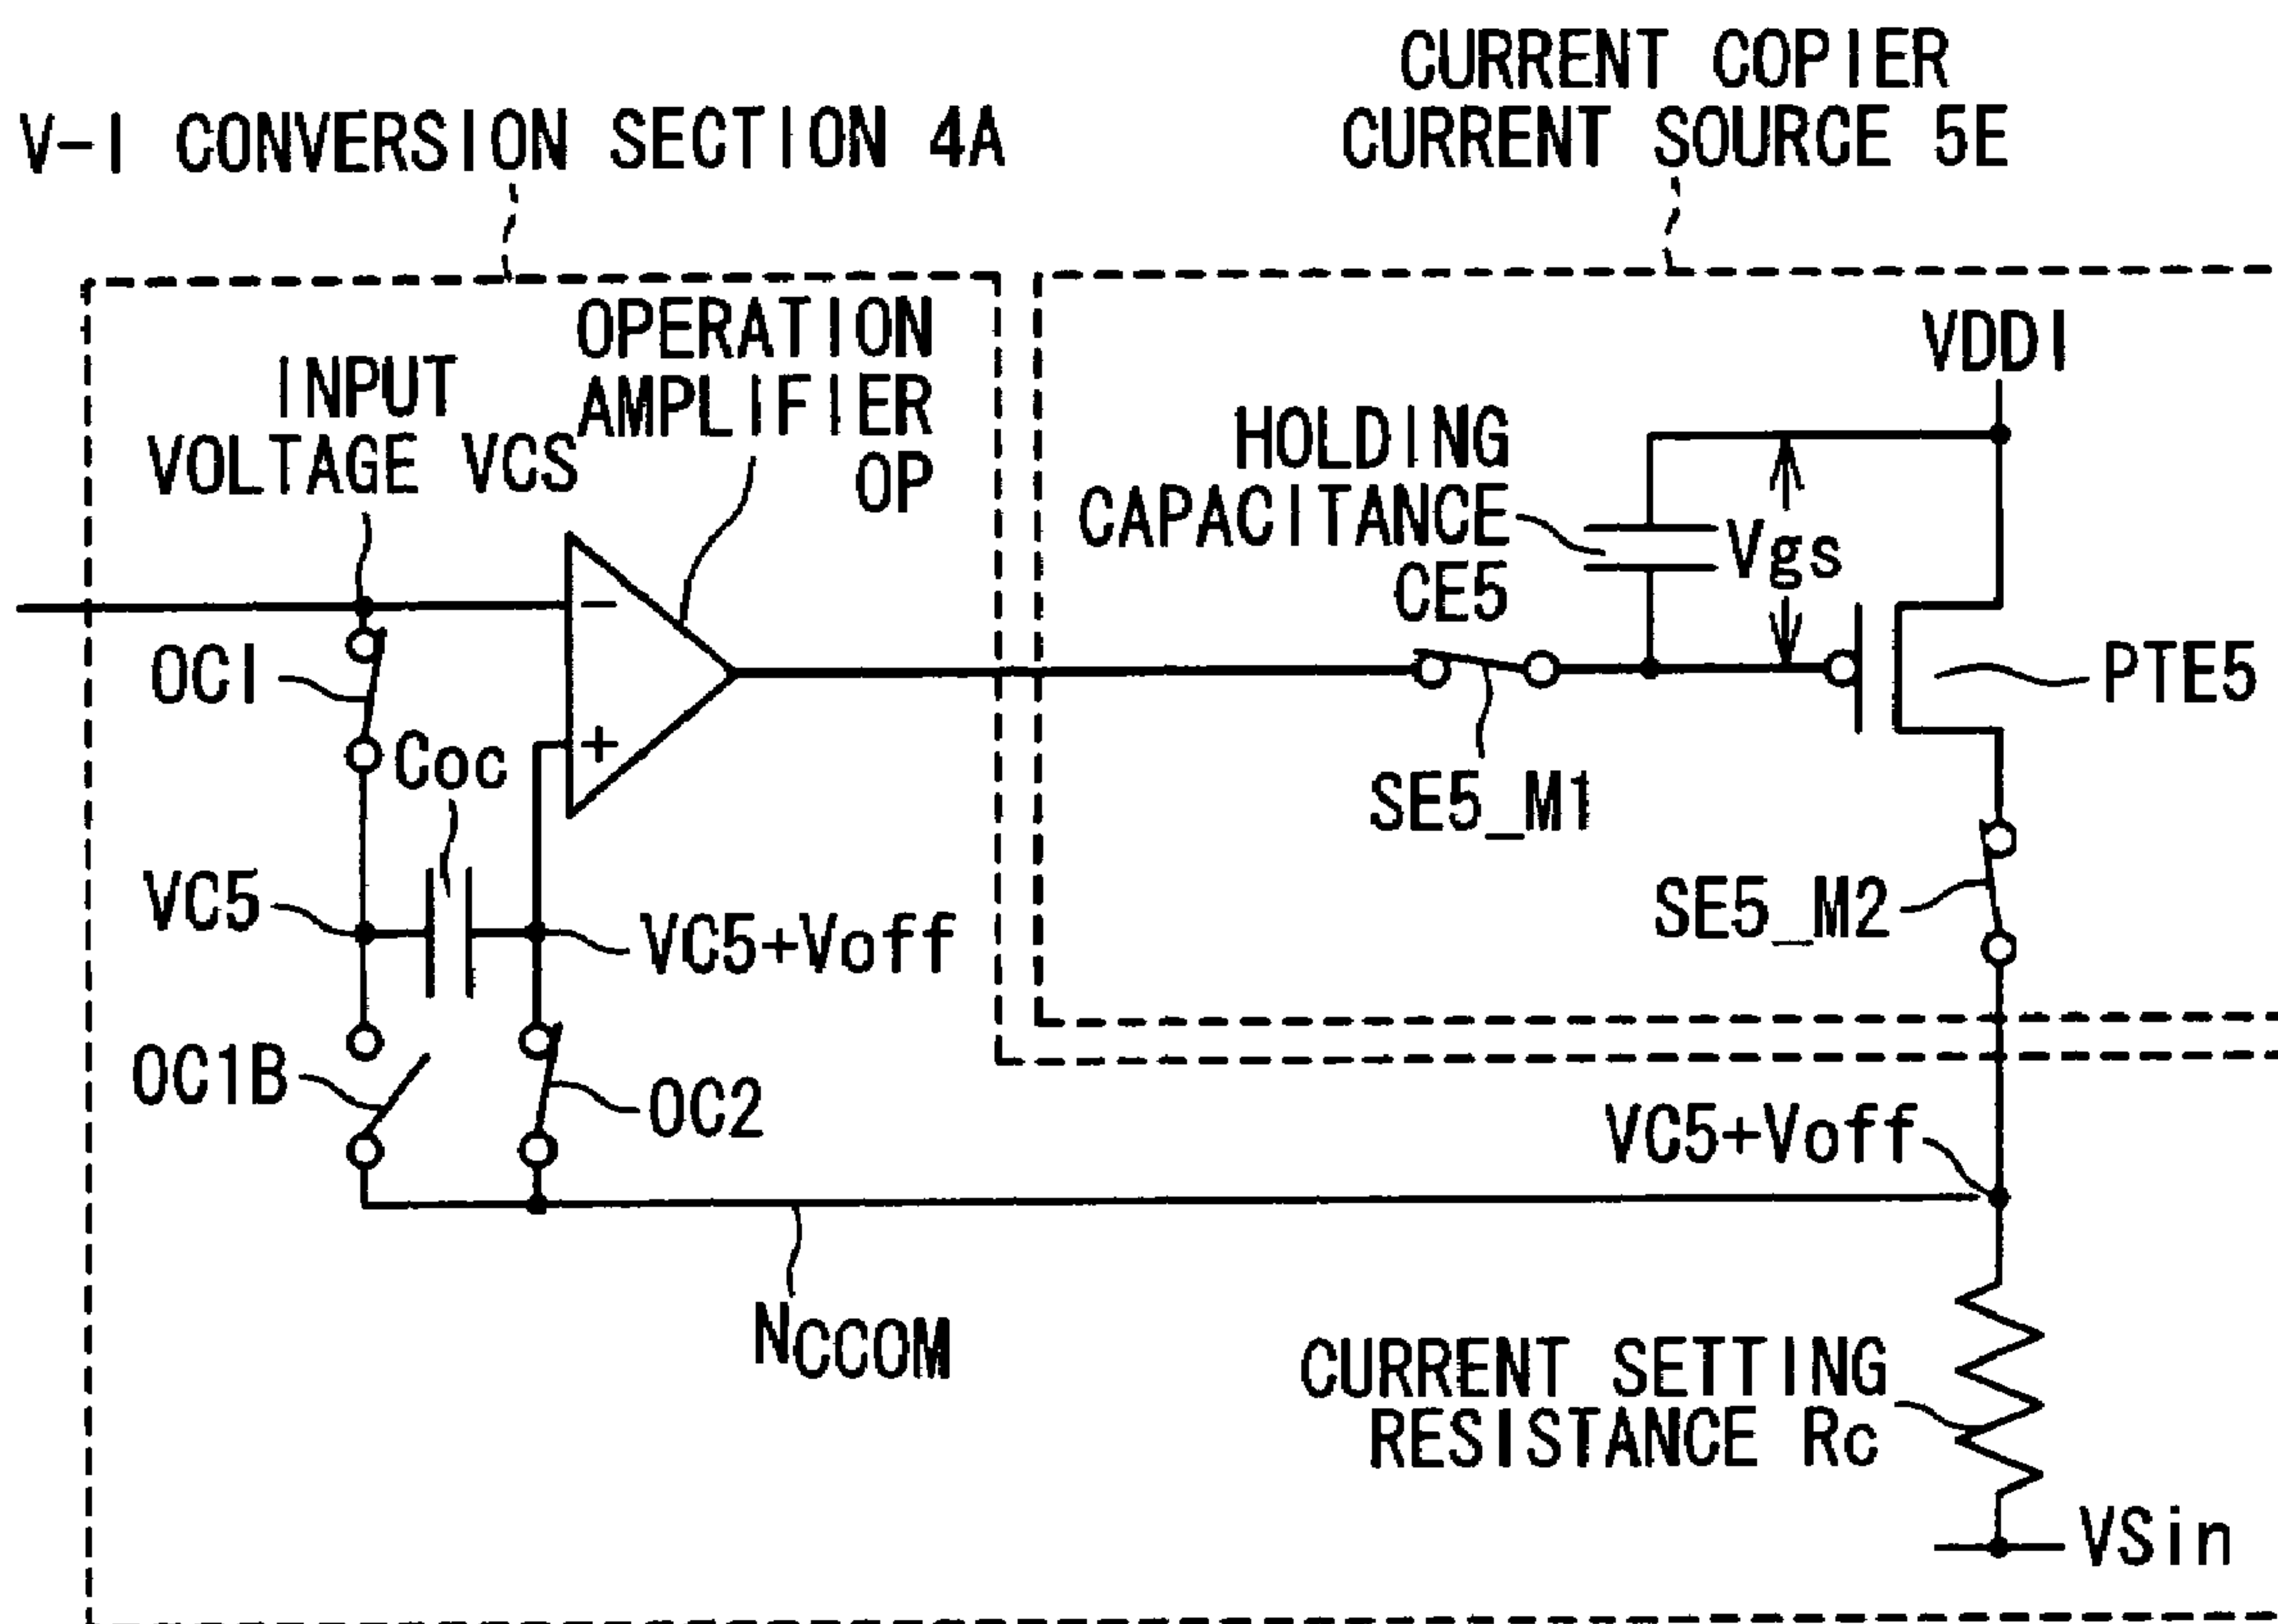 CURRENT COPIER
CURRENT SOURCE 5E
V-I CONVERSION SECTION 4A
OPERATION
AMPLIFIER
OP
INPUT
VOLTAGE VCS
VDDI
HOLDING
CAPACITANCE
CE5
Vgs
−
+
OC1
Coc
SE5_M1
PTE5
VC5
VC5+Voff
SE5_M2
OC1B
OC2
VC5+Voff
NCCOM
CURRENT SETTING
RESISTANCE Rc
VSin